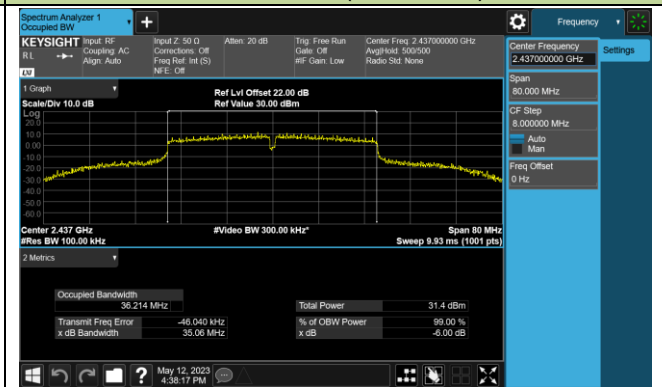 Spectrum Analyzer 1
Occupied BW
+
Frequency
KEYSIGHT
RL
LXI
Input: RF
Coupling: AC
Align: Auto
Input Z: 50 Ω
Corrections: Off
Freq Ref: Int (S)
NFE: Off
Atten: 20 dB
Trig: Free Run
Gate: Off
#IF Gain: Low
Center Freq: 2.437000000 GHz
Avg|Hold: 500/500
Radio Std: None
Center Frequency
2.437000000 GHz
Settings
Span
80.000 MHz
CF Step
8.000000 MHz
Auto
Man
Freq Offset
0 Hz
1 Graph
Scale/Div 10.0 dB
Ref Lvl Offset 22.00 dB
Ref Value 30.00 dBm
Log
20.0
10.0
0.00
-10.0
-20.0
-30.0
-40.0
-50.0
-60.0
Center 2.437 GHz
#Video BW 300.00 kHz*
Span 80 MHz
#Res BW 100.00 kHz
Sweep 9.93 ms (1001 pts)
2 Metrics
Occupied Bandwidth
36.214 MHz
Total Power 31.4 dBm
Transmit Freq Error -46.040 kHz
% of OBW Power 99.00 %
x dB Bandwidth 35.06 MHz
x dB -6.00 dB
?
May 12, 2023
4:38:17 PM